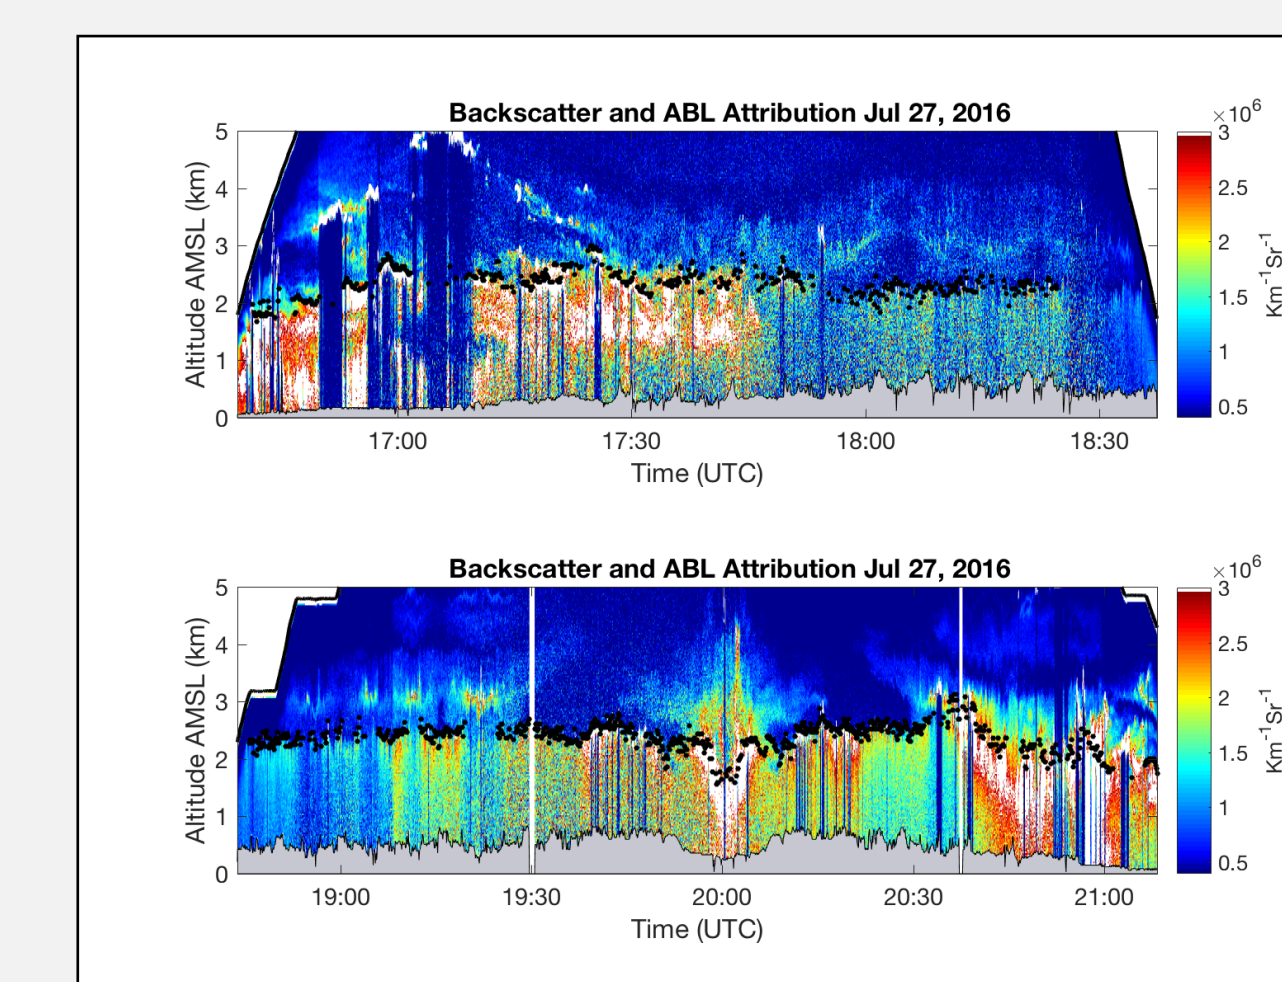 Backscatter and ABL Attribution Jul 27, 2016
×10^6
Altitude AMSL (km)
5
4
3
2
1
0
17:00 17:30 18:00 18:30
Time (UTC)
3
2.5
2
1.5
1
0.5
Km^-1Sr^-1
Backscatter and ABL Attribution Jul 27, 2016
×10^6
Altitude AMSL (km)
5
4
3
2
1
0
19:00 19:30 20:00 20:30 21:00
Time (UTC)
3
2.5
2
1.5
1
0.5
Km^-1Sr^-1